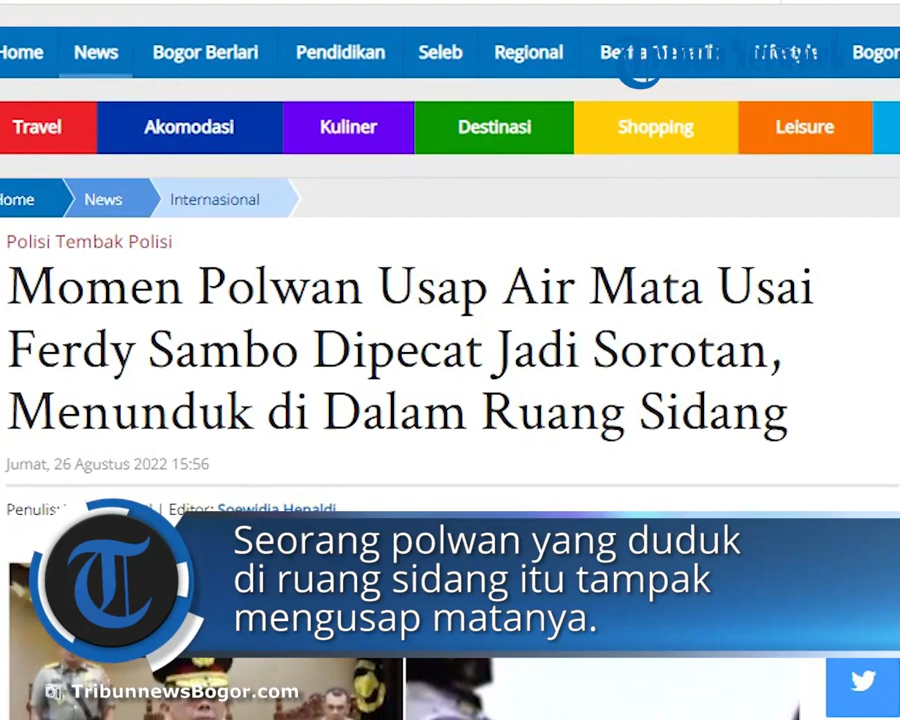 Home News Bogor Berlari Pendidikan Seleb Regional Lifestyle Bogor
Travel Akomodasi Kuliner Destinasi Shopping Leisure
Home News Internasional
Polisi Tembak Polisi
Momen Polwan Usap Air Mata Usai
Ferdy Sambo Dipecat Jadi Sorotan,
Menunduk di Dalam Ruang Sidang
Jumat, 26 Agustus 2022 15:56
Penulis | Editor: Soewidia Henaldi
Seorang polwan yang duduk
di ruang sidang itu tampak
mengusap matanya.
TribunnewsBogor.com